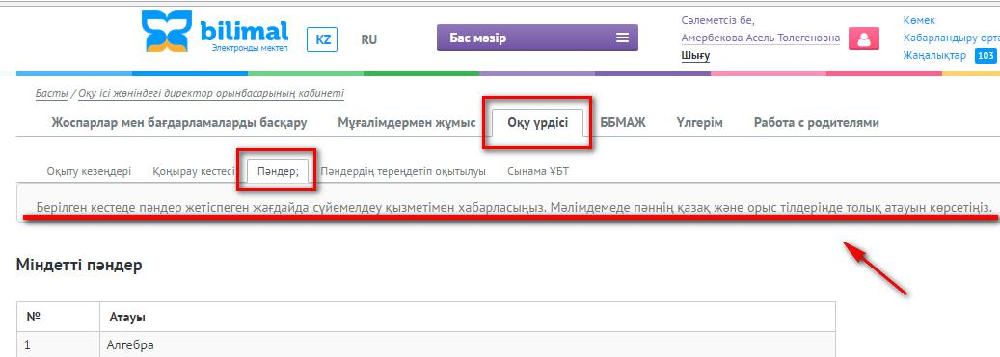 bilimal
Электронды мектеп
KZ
RU
Бас мәзір
Сәлеметсіз бе,
Амербекова Асель Толегеновна
Шығу
Көмек
Хабарландыру орта
Жаңалықтар 103
Басты / Оқу ісі жөніндегі директор орынбасарының кабинеті
Жоспарлар мен бағдарламаларды басқару Мұғалімдермен жұмыс Оқу үрдісі ББМАЖ Үлгерім Работа с родителями
Оқыту кезеңдері Қоңырау кестесі Пәндер; Пәндердің тереңдетіп оқытылуы Сынама ҰБТ
Берілген кестеде пәндер жетіспеген жағдайда сүйемелдеу қызметімен хабарласыңыз. Мәлімдемеде пәннің қазақ және орыс тілдерінде толық атауын көрсетіңіз.
Міндетті пәндер
№ Атауы
1 Алгебра